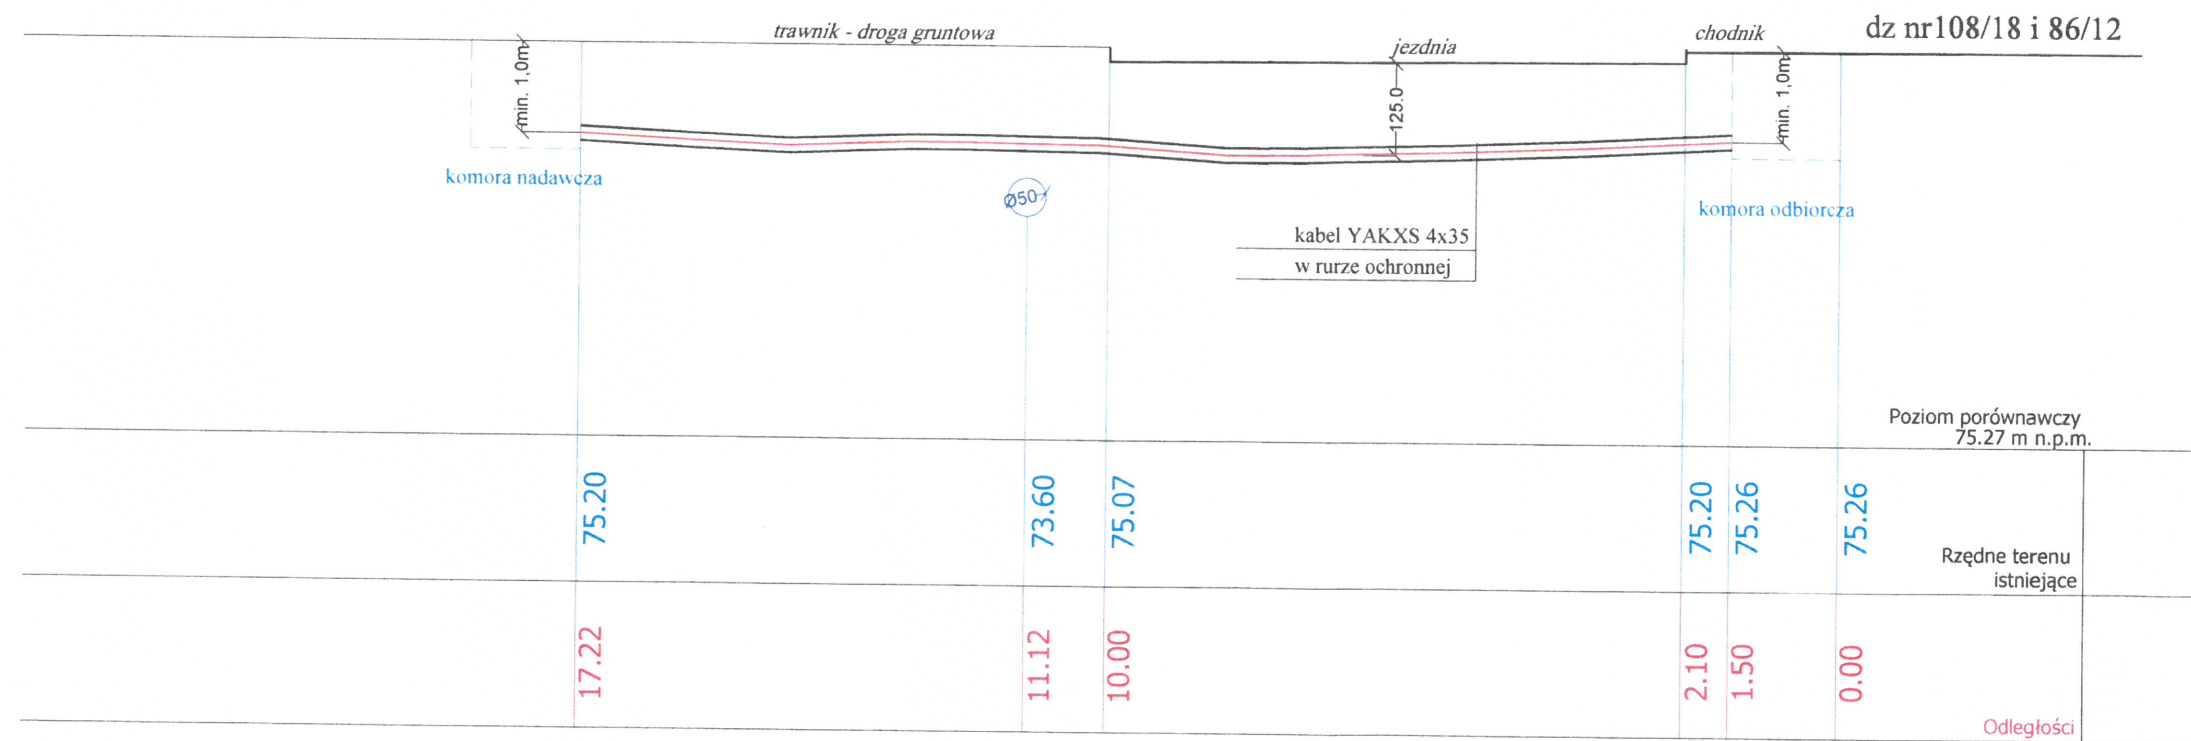 trawnik - droga gruntowa
jezdnia
chodnik
dz nr108/18 i 86/12
min. 1,0m
125.0
min. 1,0m
komora nadawcza
Ø50
komora odbiorcza
kabel YAKXS 4x35
w rurze ochronnej
Poziom porównawczy
75.27 m n.p.m.
75.20
73.60
75.07
75.20
75.26
75.26
Rzędne terenu
istniejące
17.22
11.12
10.00
2.10
1.50
0.00
Odległości